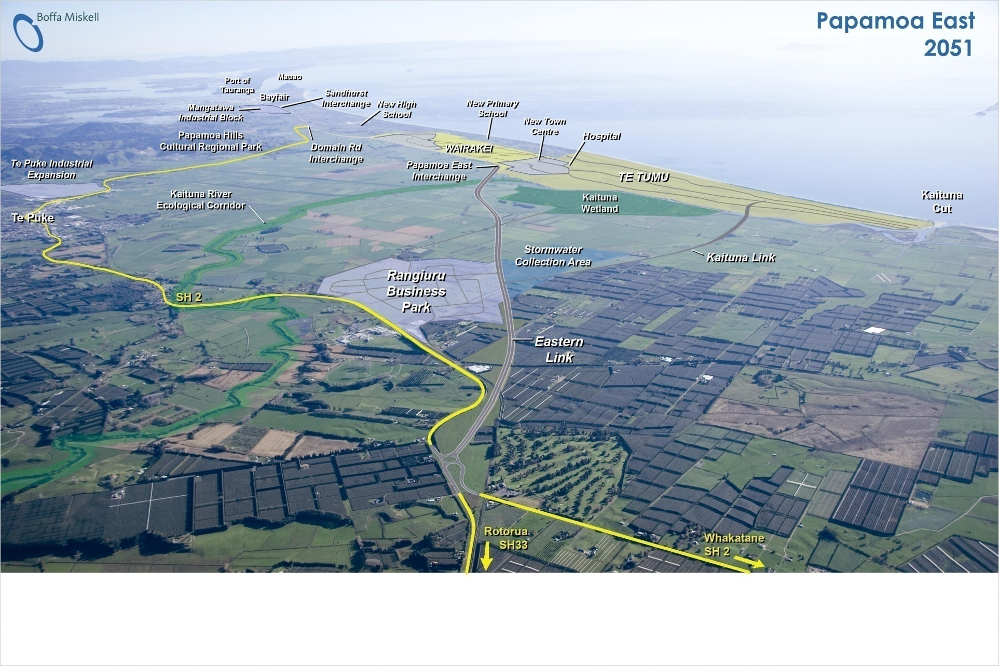 Boffa Miskell
Papamoa East
2051
Port of
Tauranga
Mauao
Bayfair
Sandhurst
Interchange
Mangatawa
Industrial Block
New High
School
New Primary
School
New Town
Centre
Hospital
Papamoa Hills
Cultural Regional Park
Domain Rd
Interchange
WAIRAKEI
Te Puke Industrial
Expansion
Papamoa East
Interchange
TE TUMU
Kaituna River
Ecological Corridor
Kaituna
Wetland
Kaituna
Cut
Te Puke
Stormwater
Collection Area
Kaituna Link
Rangiuru
Business
Park
SH 2
Eastern
Link
Rotorua
SH33
Whakatane
SH 2